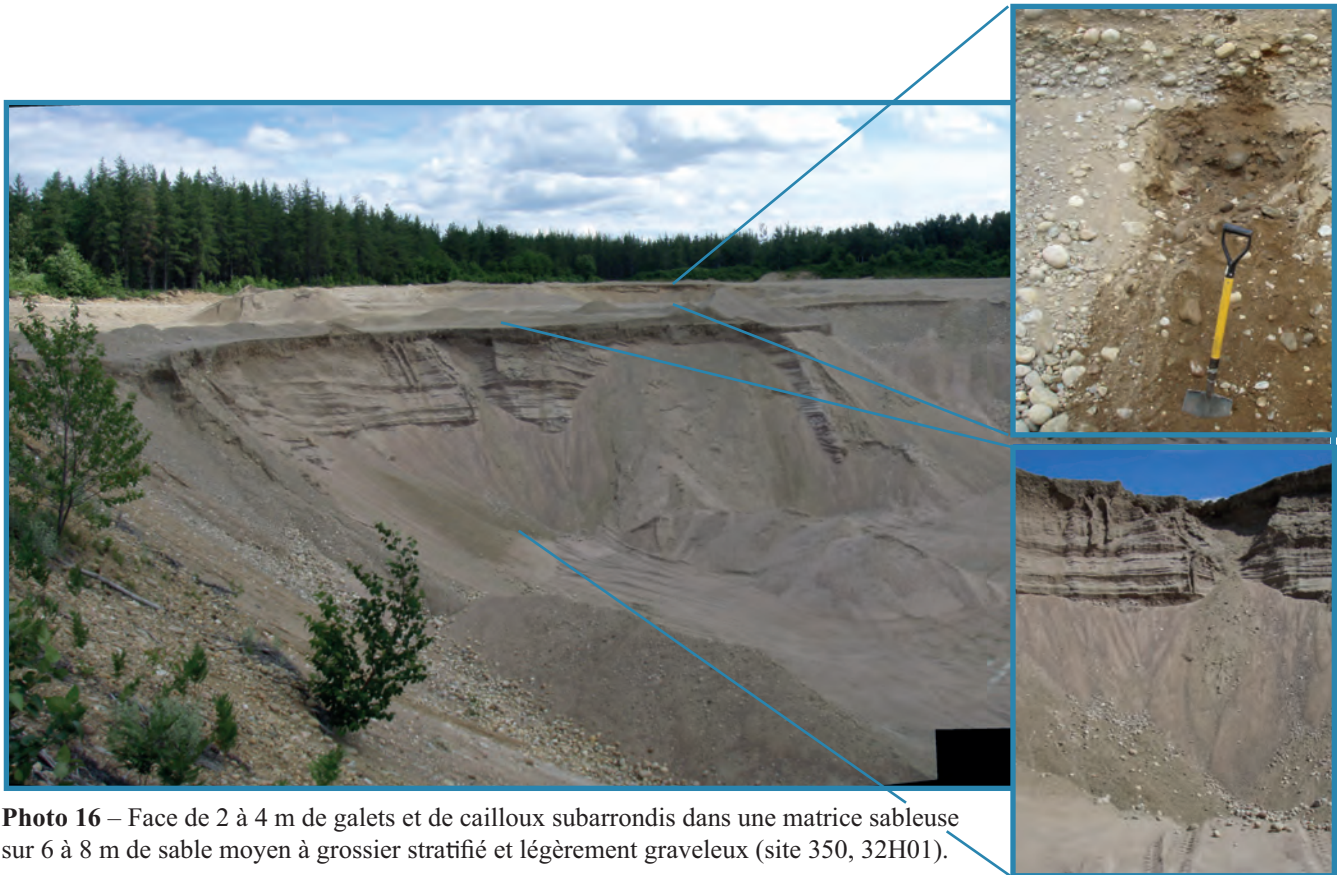 Photo 16 – Face de 2 à 4 m de galets et de cailloux subarrondis dans une matrice sableuse
sur 6 à 8 m de sable moyen à grossier stratifié et légèrement graveleux (site 350, 32H01).